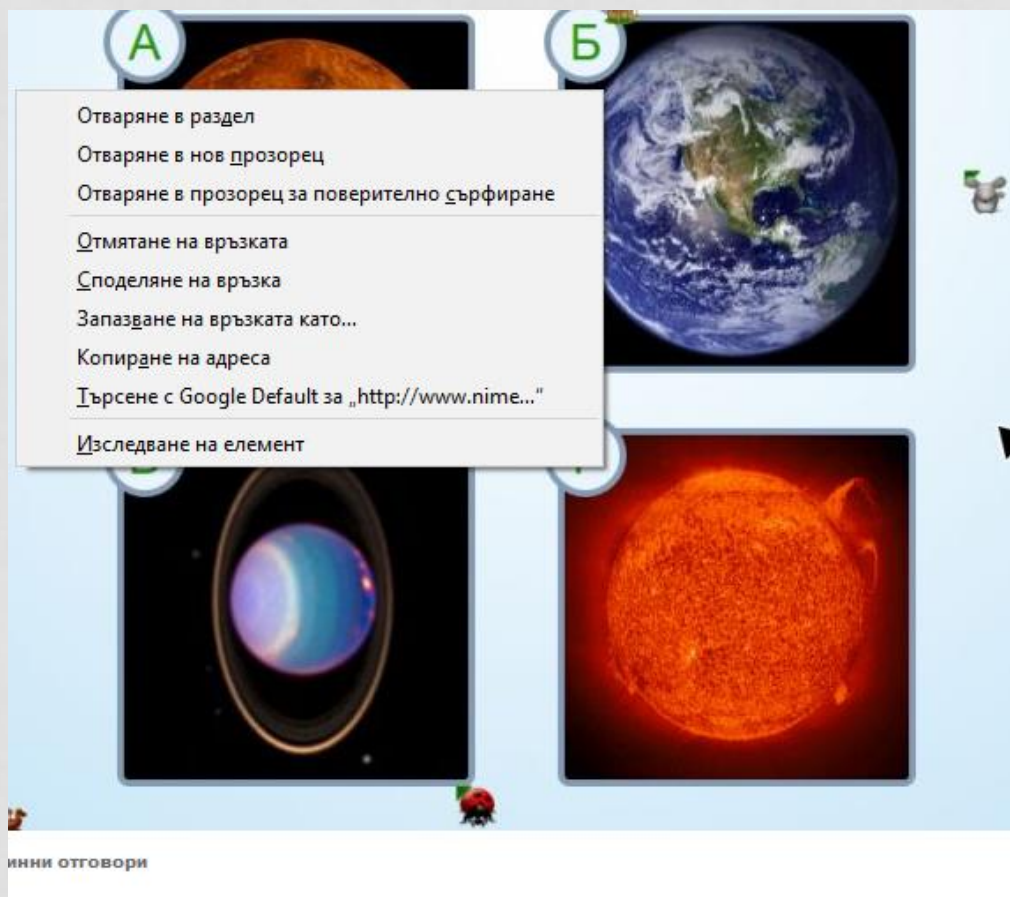 А
Б
Отваряне в раздел
Отваряне в нов прозорец
Отваряне в прозорец за поверително сърфиране
Отмятане на връзката
Споделяне на връзка
Запазване на връзката като...
Копиране на адреса
Търсене с Google Default за „http://www.nime...“
Изследване на елемент
инни отговори